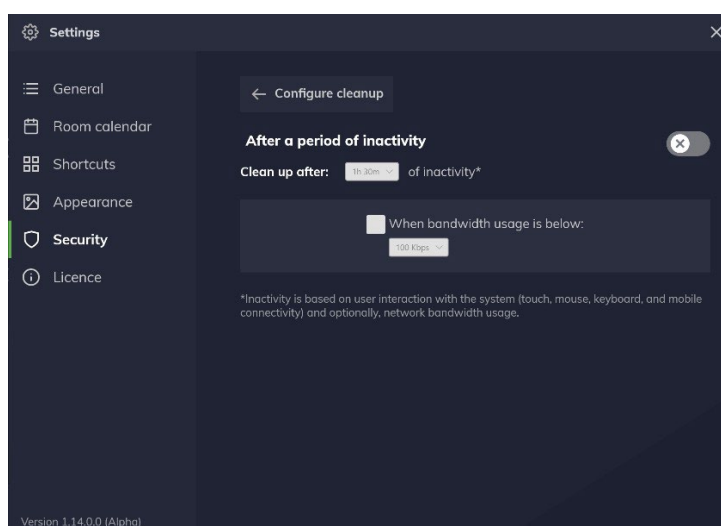 Settings
General
Room calendar
Shortcuts
Appearance
Security
Licence
Version 1.14.0.0 (Alpha)
Configure cleanup
After a period of inactivity
Clean up after: 1h 30m of inactivity*
When bandwidth usage is below:
100 Kbps
*Inactivity is based on user interaction with the system (touch, mouse, keyboard, and mobile
connectivity) and optionally, network bandwidth usage.